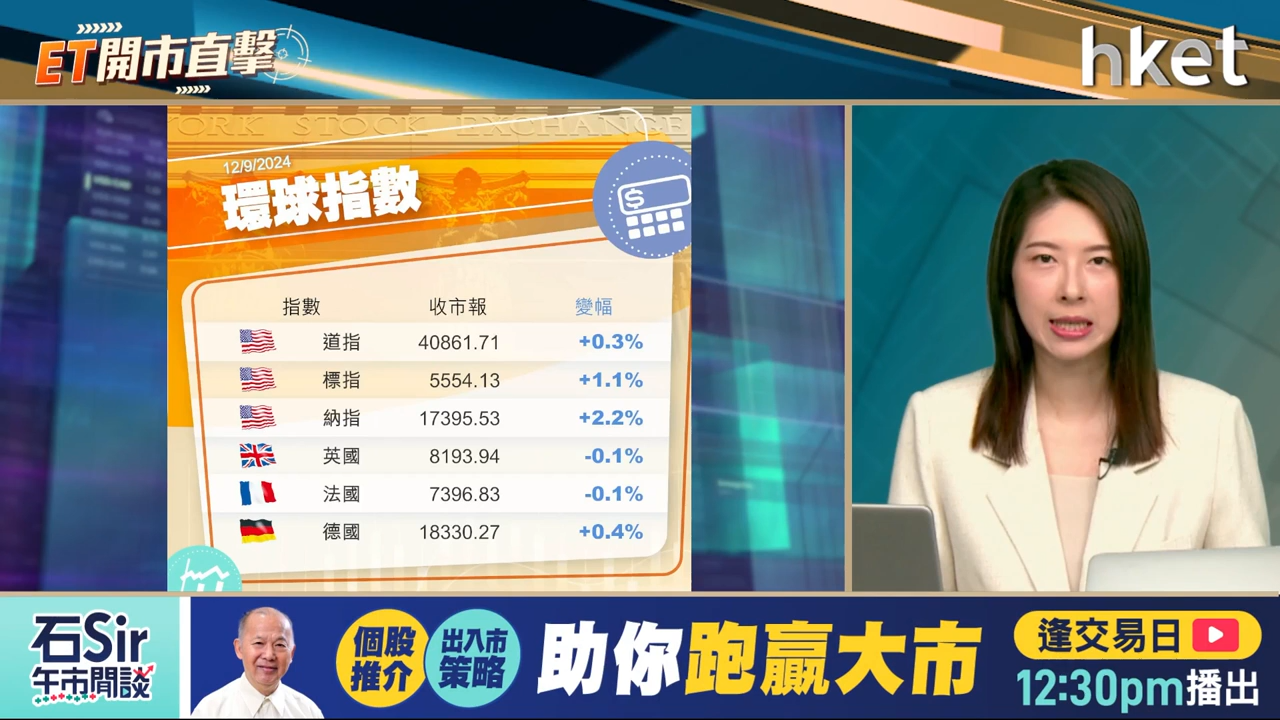 ET開市直擊
hket
YORK STOCK EXCHANGE
12/9/2024
環球指數
指數 收市報 變幅
道指 40861.71 +0.3%
標指 5554.13 +1.1%
納指 17395.53 +2.2%
英國 8193.94 -0.1%
法國 7396.83 -0.1%
德國 18330.27 +0.4%
石Sir
午市閒談
個股
推介
出入市
策略
助你跑贏大市
逢交易日
12:30pm播出